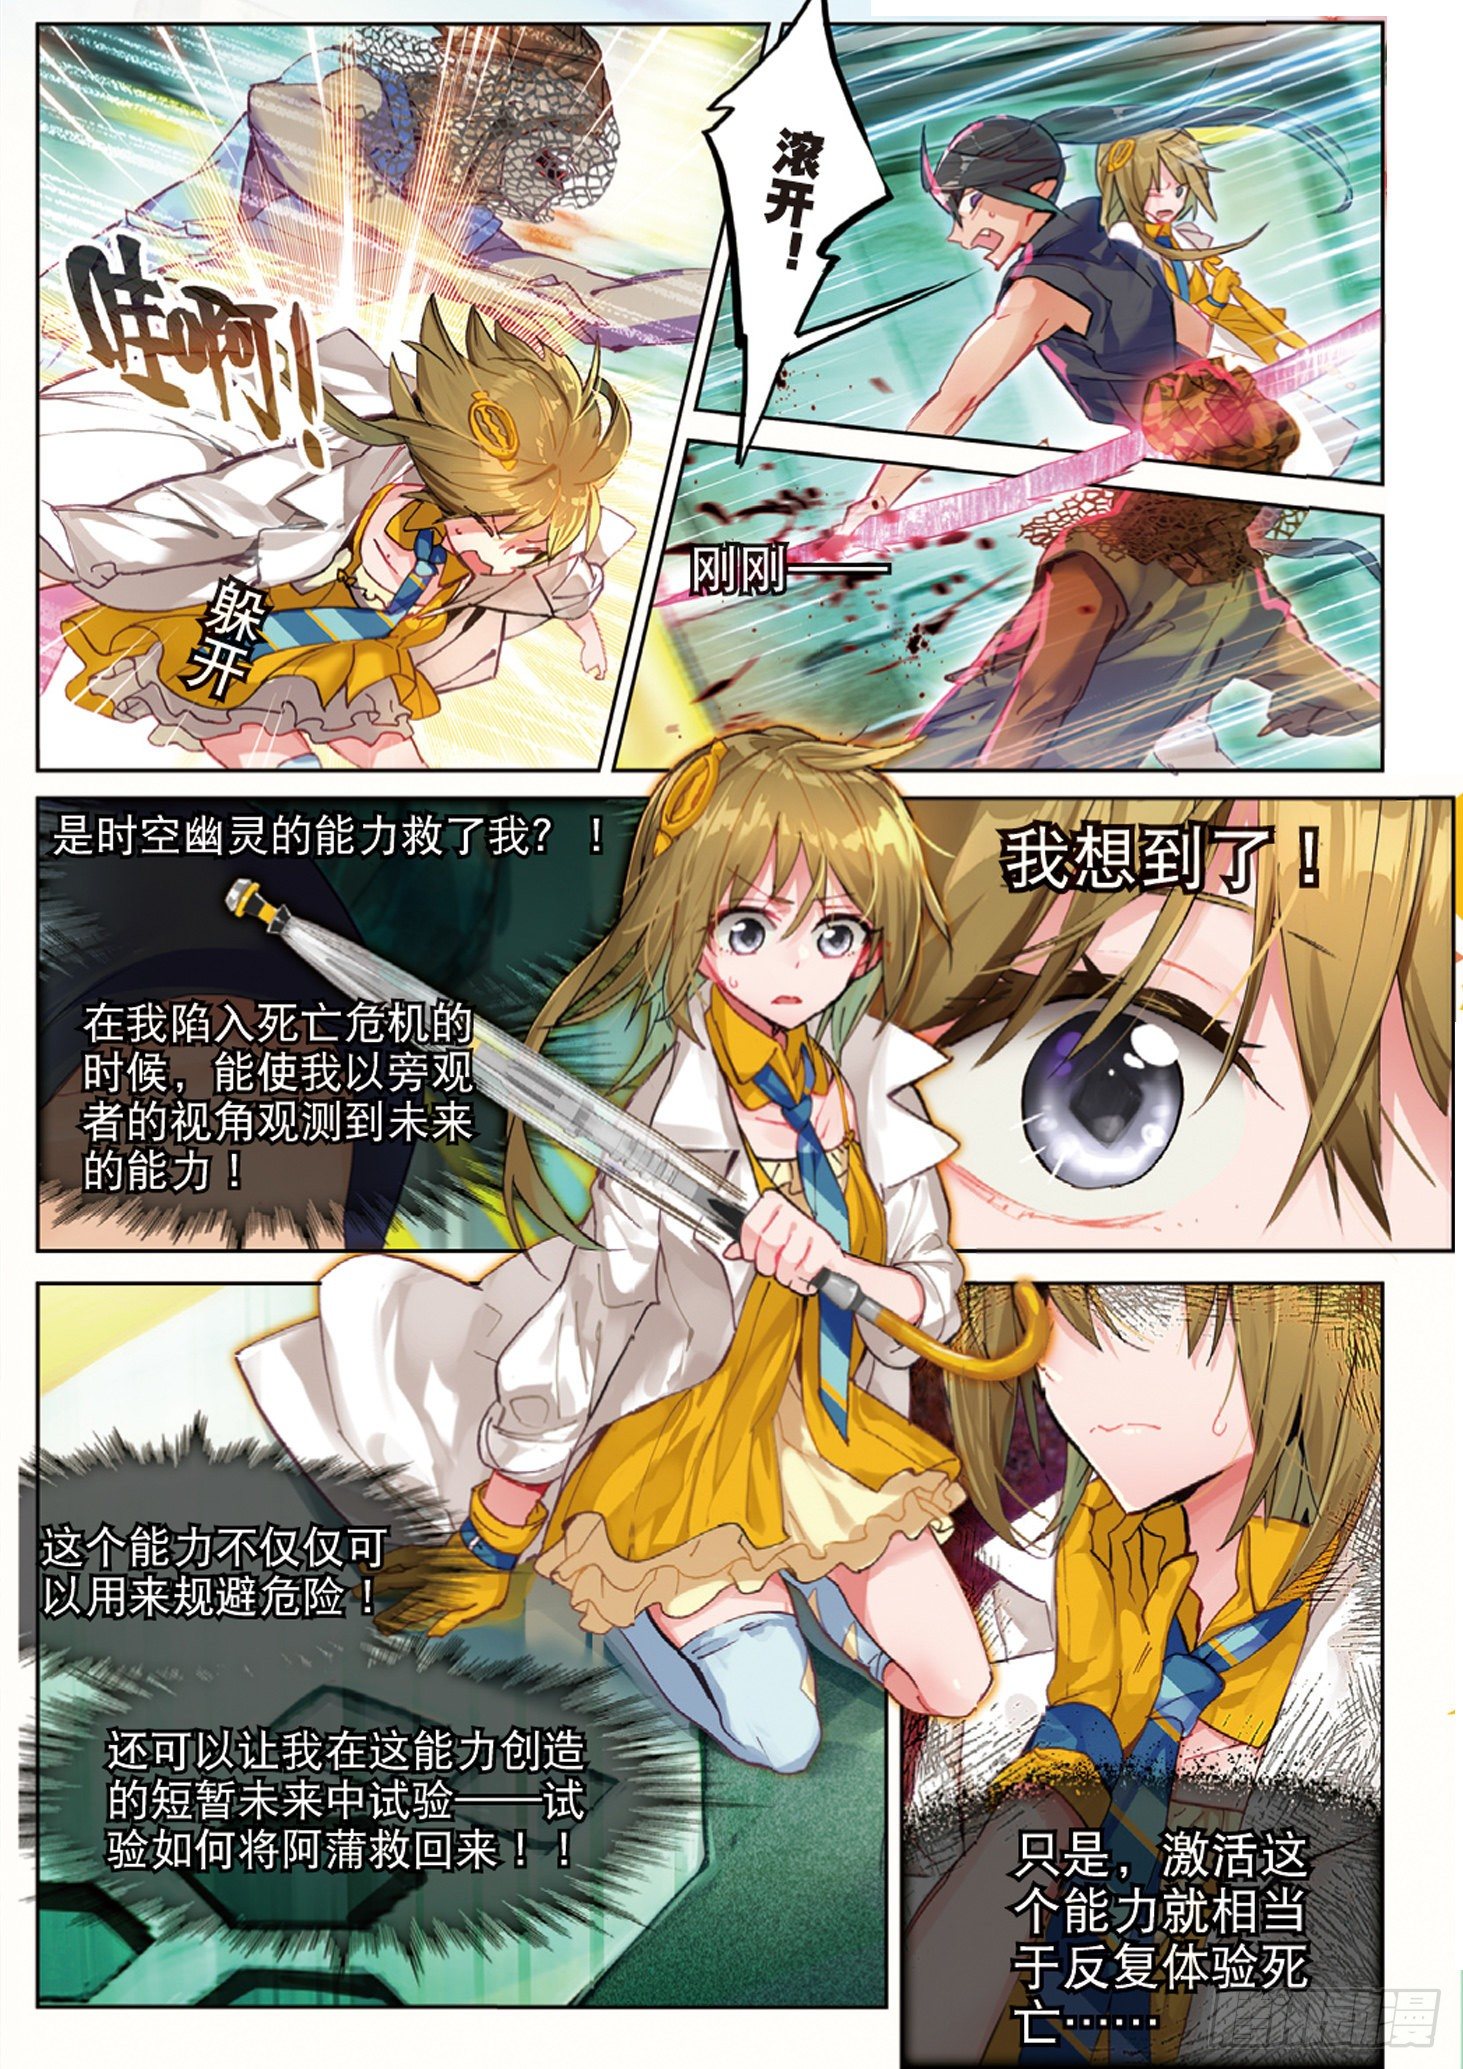 滚开！
哇啊！
躲开
刚刚——
是时空幽灵的能力救了我？！
我想到了！
在我陷入死亡危机的
时候，能使我以旁观
者的视角观测到未来
的能力！
这个能力不仅仅可
以用来规避危险！
还可以让我在这能力创造
的短暂未来中试验——试
验如何将阿蒲救回来！！
只是，激活这
个能力就相当
于反复体验死
亡……